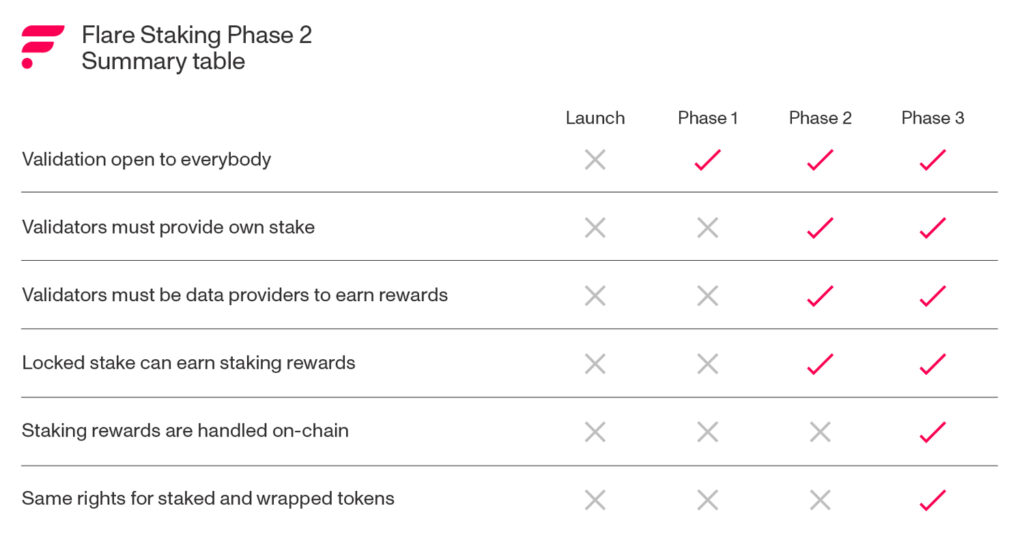 Flare Staking Phase 2
Summary table
Launch Phase 1 Phase 2 Phase 3
Validation open to everybody
Validators must provide own stake
Validators must be data providers to earn rewards
Locked stake can earn staking rewards
Staking rewards are handled on-chain
Same rights for staked and wrapped tokens